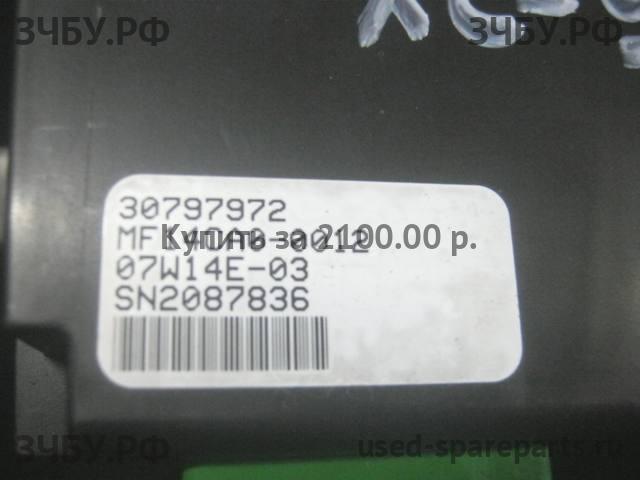 ЗЧБУ.РФ ЗЧБУ.РФ
30797972
Купить за 2100.00 р.
07W14E-03
SN2087836
ЗЧБУ.РФ used-spareparts.ru